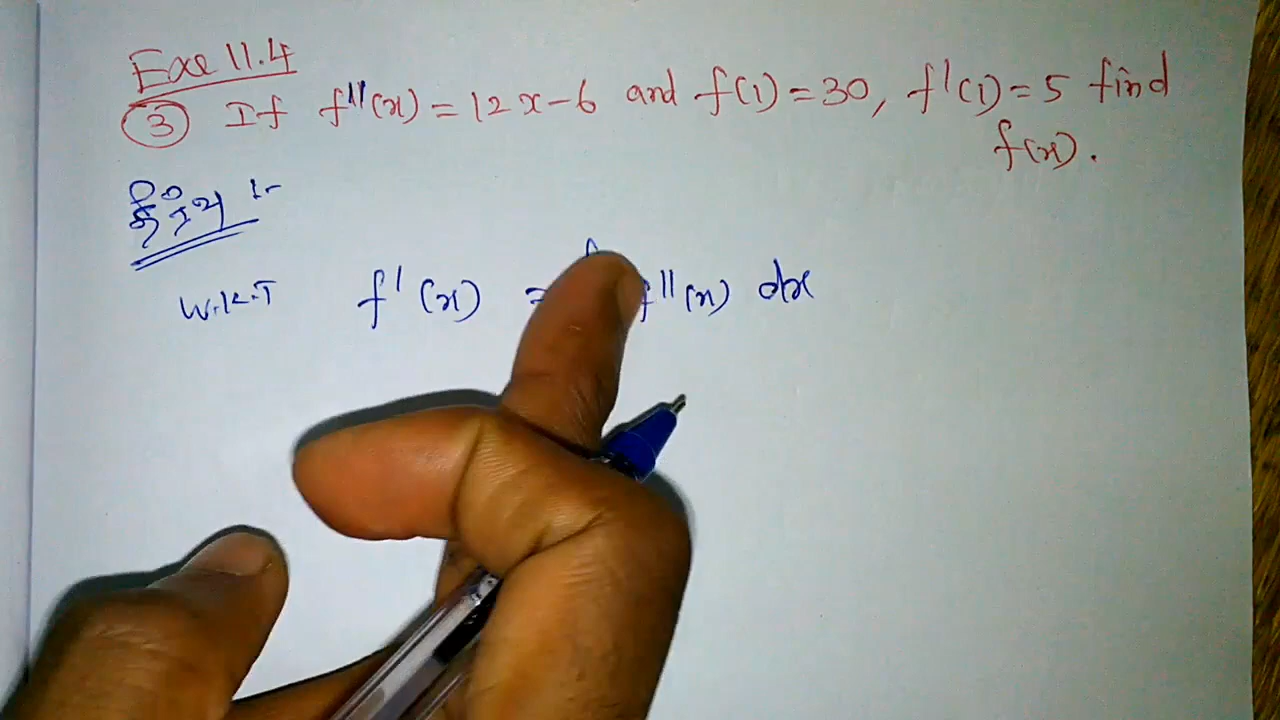 Exe 11.4
③ If f''(x) = 12x-6 and f(1) = 30, f'(1) = 5 find
f(x).
தீர்வு :-
W.K.T f'(x) = f''(x) dx